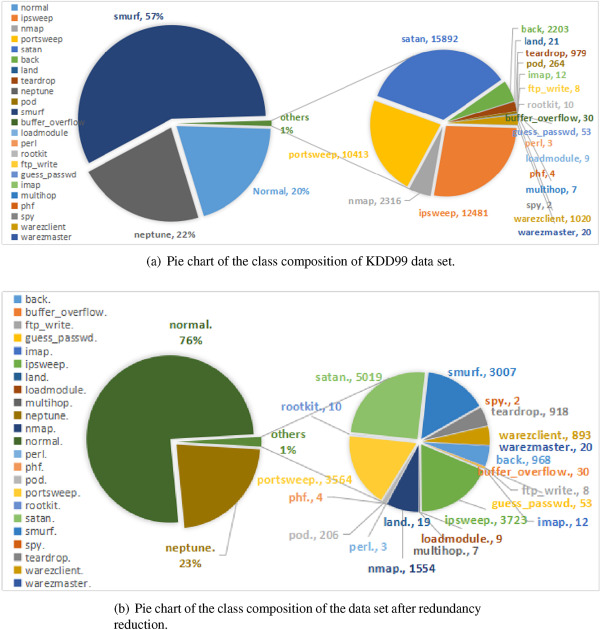 normal
ipsweep
nmap
portsweep
satan
back
land
teardrop
neptune
pod
smurf
buffer_overflow
loadmodule
perl
rootkit
ftp_write
guess_passwd
imap
multihop
phf
spy
warezclient
warezmaster
smurf, 57%
others
1%
Normal, 20%
neptune, 22%
satan, 15892
portsweep, 10413
nmap, 2316
ipsweep, 12481
back, 2203
land, 21
teardrop, 979
pod, 264
imap, 12
ftp_write, 8
rootkit, 10
buffer_overflow, 30
guess_passwd, 53
perl, 3
loadmodule, 9
phf, 4
multihop, 7
spy, 2
warezclient, 1020
warezmaster, 20
(a) Pie chart of the class composition of KDD99 data set.
back.
buffer_overflow.
ftp_write.
guess_passwd.
imap.
ipsweep.
land.
loadmodule.
multihop.
neptune.
nmap.
normal.
perl.
phf.
pod.
portsweep.
rootkit.
satan.
smurf.
spy.
teardrop.
warezclient.
warezmaster.
normal.
76%
others
1%
neptune.
23%
satan., 5019
rootkit., 10
portsweep., 3564
phf., 4
pod., 206
perl., 3
nmap., 1554
land., 19
multihop., 7
loadmodule., 9
ipsweep., 3723
smurf., 3007
spy., 2
teardrop., 918
warezclient., 893
warezmaster., 20
back., 968
buffer_overflow., 30
ftp_write., 8
guess_passwd., 53
imap., 12
(b) Pie chart of the class composition of the data set after redundancy
reduction.